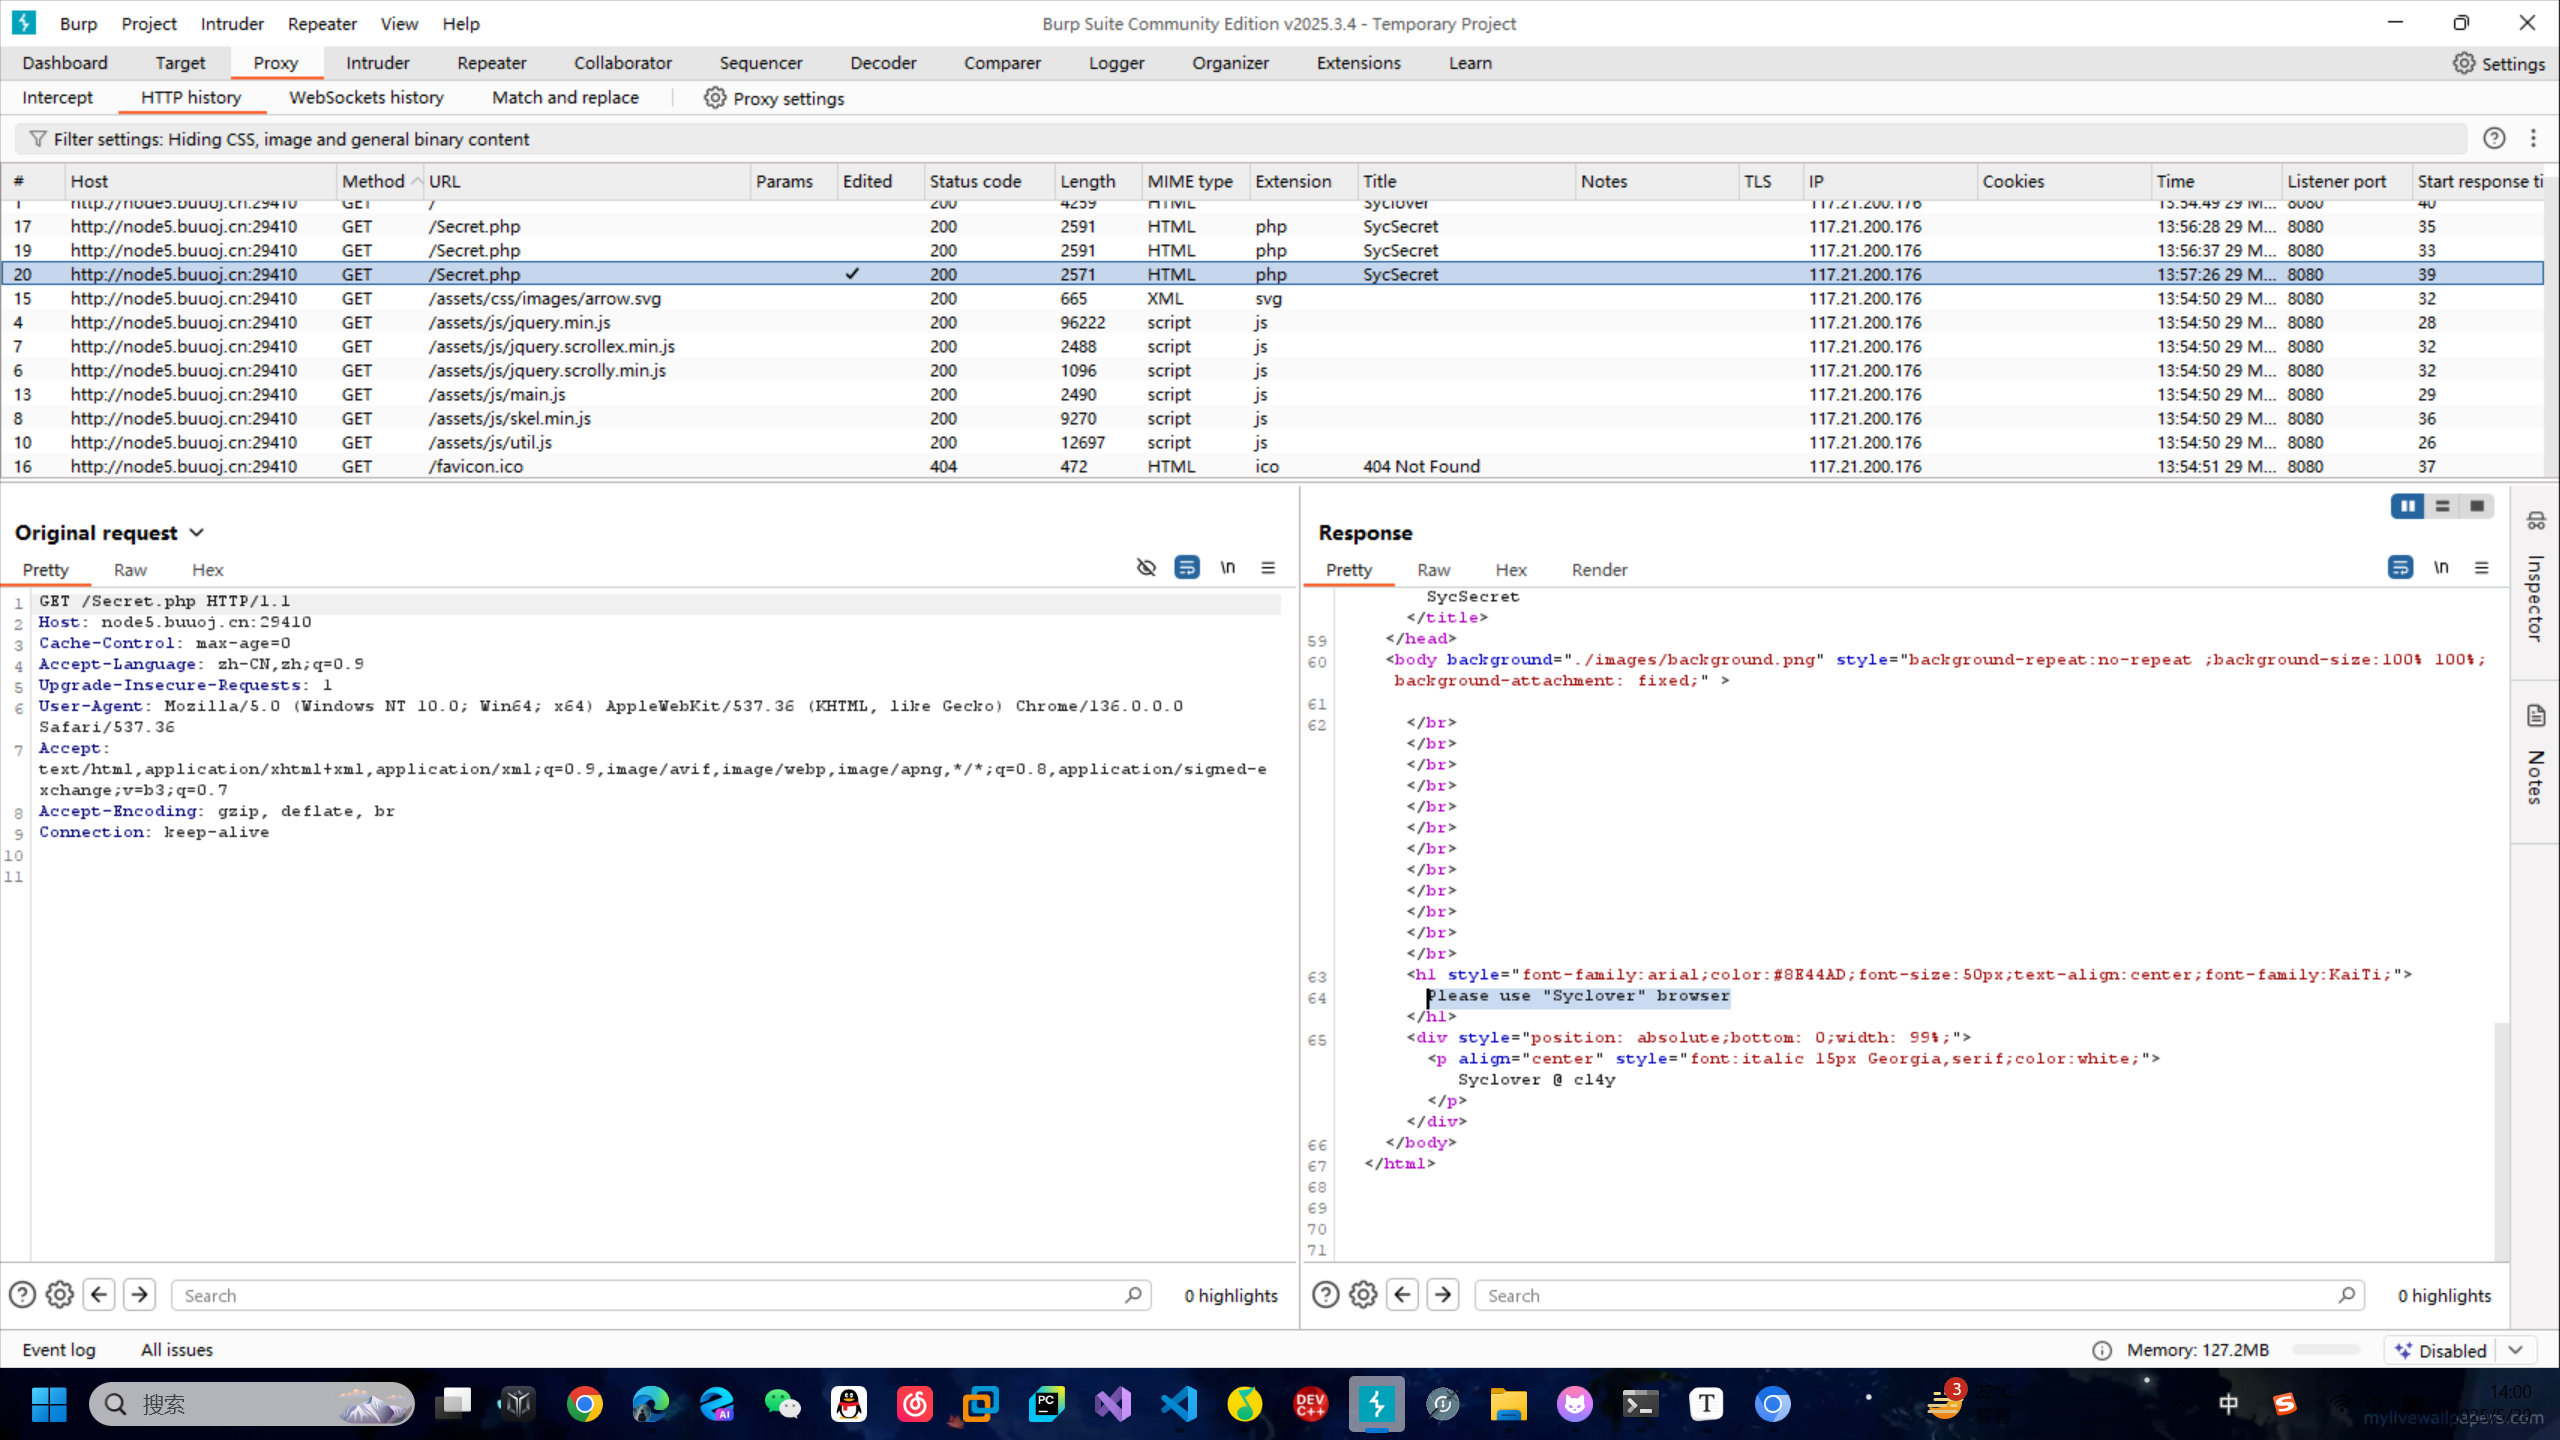 Burp Project Intruder Repeater View Help
Burp Suite Community Edition v2025.3.4 - Temporary Project
Dashboard Target Proxy Intruder Repeater Collaborator Sequencer Decoder Comparer Logger Organizer Extensions Learn Settings
Intercept HTTP history WebSockets history Match and replace Proxy settings
Filter settings: Hiding CSS, image and general binary content
# Host Method URL Params Edited Status code Length MIME type Extension Title Notes TLS IP Cookies Time Listener port Start response ti
1 http://node5.buuoj.cn:29410 GET / 200 4259 HTML Syclover 117.21.200.176 13:54:49 29 M... 8080 40
17 http://node5.buuoj.cn:29410 GET /Secret.php 200 2591 HTML php SycSecret 117.21.200.176 13:56:28 29 M... 8080 35
19 http://node5.buuoj.cn:29410 GET /Secret.php 200 2591 HTML php SycSecret 117.21.200.176 13:56:37 29 M... 8080 33
20 http://node5.buuoj.cn:29410 GET /Secret.php ✓ 200 2571 HTML php SycSecret 117.21.200.176 13:57:26 29 M... 8080 39
15 http://node5.buuoj.cn:29410 GET /assets/css/images/arrow.svg 200 665 XML svg 117.21.200.176 13:54:50 29 M... 8080 32
4 http://node5.buuoj.cn:29410 GET /assets/js/jquery.min.js 200 96222 script js 117.21.200.176 13:54:50 29 M... 8080 28
7 http://node5.buuoj.cn:29410 GET /assets/js/jquery.scrollex.min.js 200 2488 script js 117.21.200.176 13:54:50 29 M... 8080 32
6 http://node5.buuoj.cn:29410 GET /assets/js/jquery.scrolly.min.js 200 1096 script js 117.21.200.176 13:54:50 29 M... 8080 32
13 http://node5.buuoj.cn:29410 GET /assets/js/main.js 200 2490 script js 117.21.200.176 13:54:50 29 M... 8080 29
8 http://node5.buuoj.cn:29410 GET /assets/js/skel.min.js 200 9270 script js 117.21.200.176 13:54:50 29 M... 8080 36
10 http://node5.buuoj.cn:29410 GET /assets/js/util.js 200 12697 script js 117.21.200.176 13:54:50 29 M... 8080 26
16 http://node5.buuoj.cn:29410 GET /favicon.ico 404 472 HTML ico 404 Not Found 117.21.200.176 13:54:51 29 M... 8080 37
Original request
Pretty Raw Hex \n
1 GET /Secret.php HTTP/1.1
2 Host: node5.buuoj.cn:29410
3 Cache-Control: max-age=0
4 Accept-Language: zh-CN,zh;q=0.9
5 Upgrade-Insecure-Requests: 1
6 User-Agent: Mozilla/5.0 (Windows NT 10.0; Win64; x64) AppleWebKit/537.36 (KHTML, like Gecko) Chrome/136.0.0.0
Safari/537.36
7 Accept:
text/html,application/xhtml+xml,application/xml;q=0.9,image/avif,image/webp,image/apng,*/*;q=0.8,application/signed-e
xchange;v=b3;q=0.7
8 Accept-Encoding: gzip, deflate, br
9 Connection: keep-alive
10
11
Search 0 highlights
Response
Pretty Raw Hex Render \n
SycSecret
</title>
59 </head>
60 <body background="./images/background.png" style="background-repeat:no-repeat ;background-size:100% 100%;
background-attachment: fixed;" >
61
62 </br>
</br>
</br>
</br>
</br>
</br>
</br>
</br>
</br>
</br>
</br>
</br>
63 <h1 style="font-family:arial;color:#8E44AD;font-size:50px;text-align:center;font-family:KaiTi;">
64 Please use "Syclover" browser
</h1>
65 <div style="position: absolute;bottom: 0;width: 99%;">
<p align="center" style="font:italic 15px Georgia,serif;color:white;">
Syclover @ cl4y
</p>
</div>
66 </body>
67 </html>
68
69
70
71
Search 0 highlights
Inspector
Notes
Event log All issues Memory: 127.2MB Disabled
搜索
AI
PC
DEV C++
T
3
22°C
中
S
14:00
mylivewallpapers.com